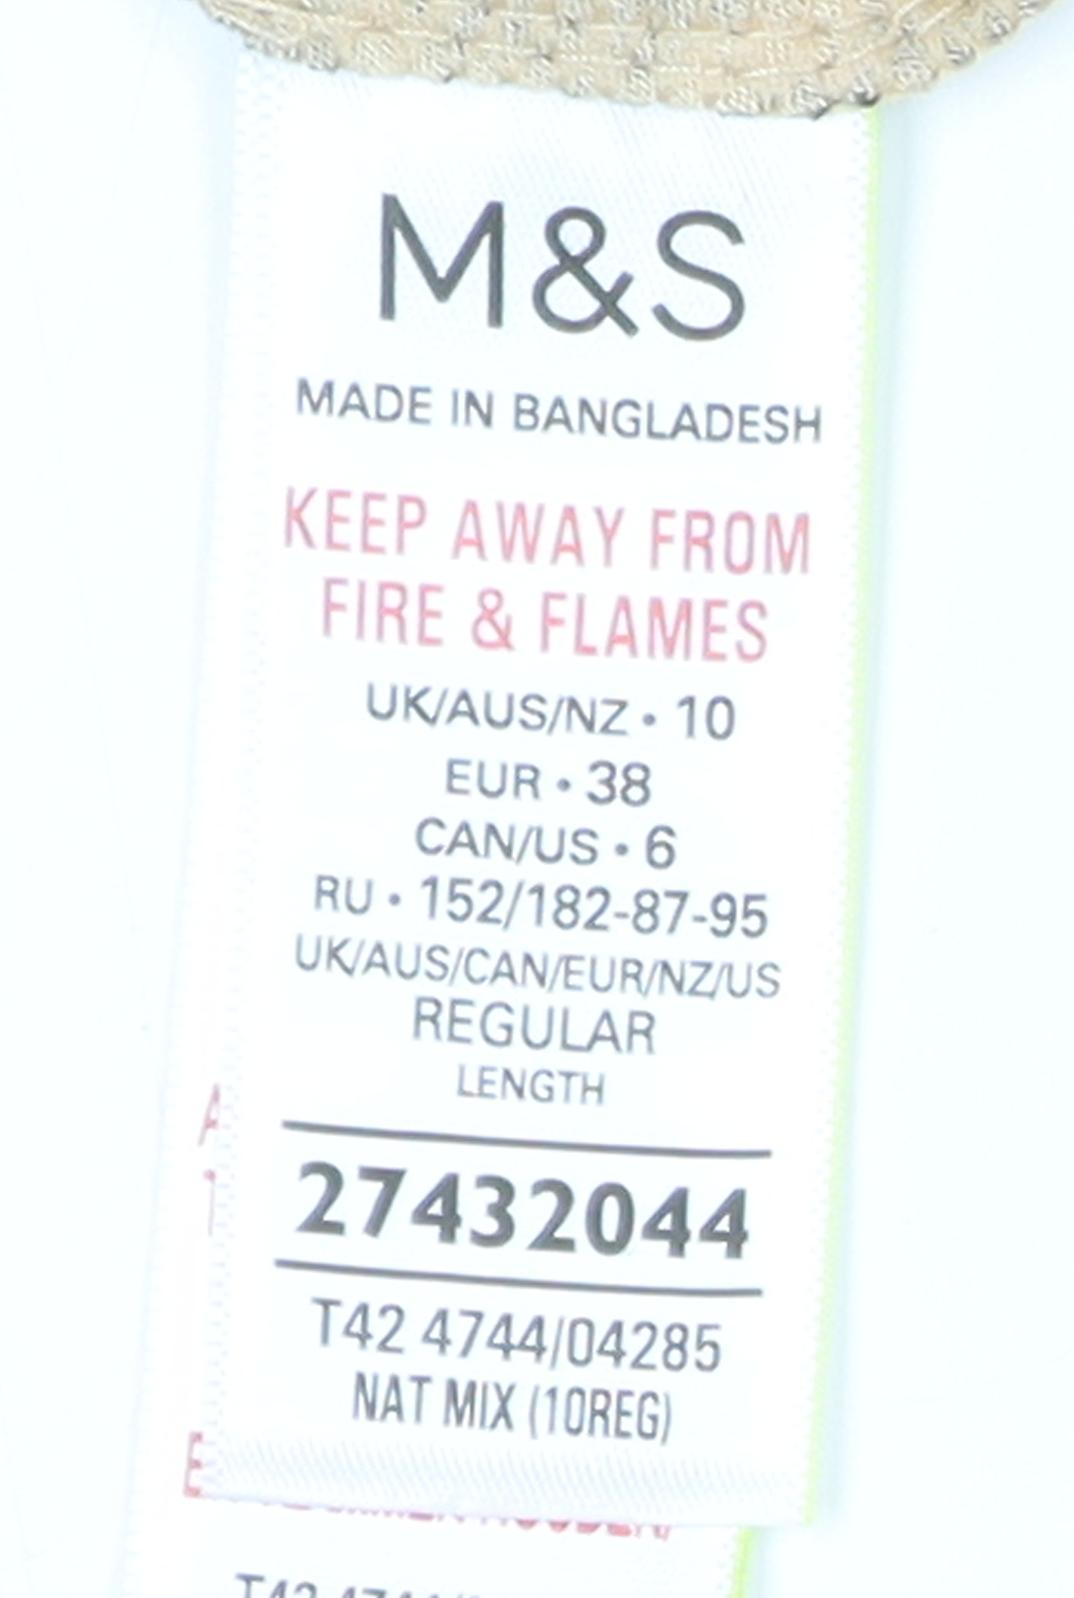 M&S
MADE IN BANGLADESH
KEEP AWAY FROM
FIRE & FLAMES
UK/AUS/NZ • 10
EUR • 38
CAN/US • 6
RU • 152/182-87-95
UK/AUS/CAN/EUR/NZ/US
REGULAR
LENGTH
27432044
T42 4744/04285
NAT MIX (10REG)